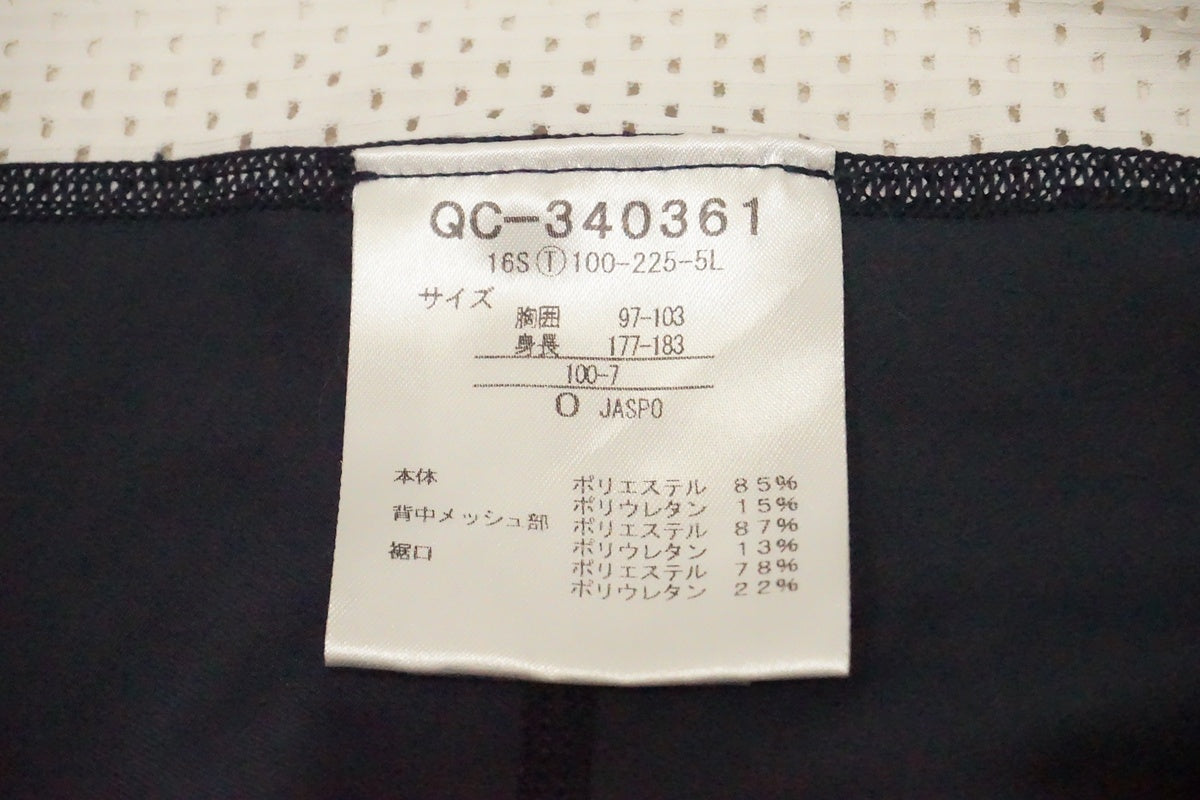 QC-340361
16SⓉ100-225-5L
サイズ
胸囲 97-103
身長 177-183
100-7
O JASPO
本体 ポリエステル 85%
ポリウレタン 15%
背中メッシュ部 ポリエステル 87%
ポリウレタン 13%
裾口 ポリエステル 78%
ポリウレタン 22%